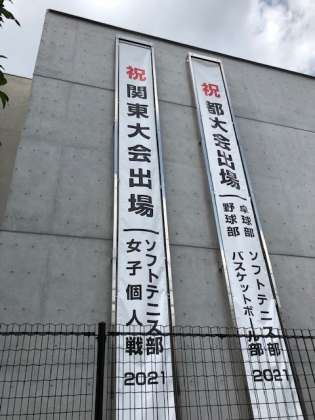 祝 関東大会出場
ソフトテニス部
女子個人戦
2021
祝 都大会出場
卓球部 ソフトテニス部
野球部 バスケットボール部
2021